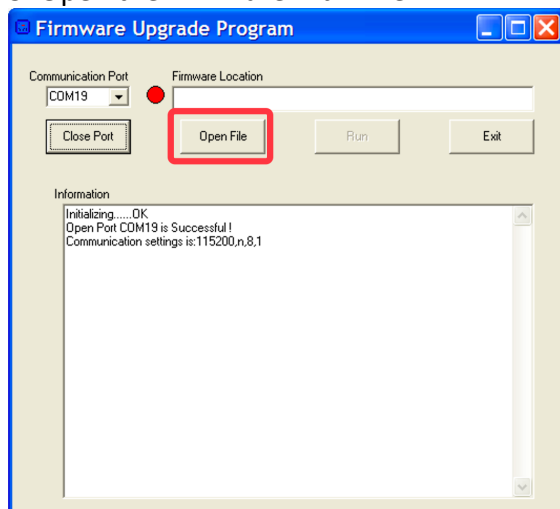 Firmware Upgrade Program
Communication Port
Firmware Location
COM19
Close Port
Open File
Run
Exit
Information
Initializing......OK
Open Port COM19 is Successful !
Communication settings is:115200,n,8,1